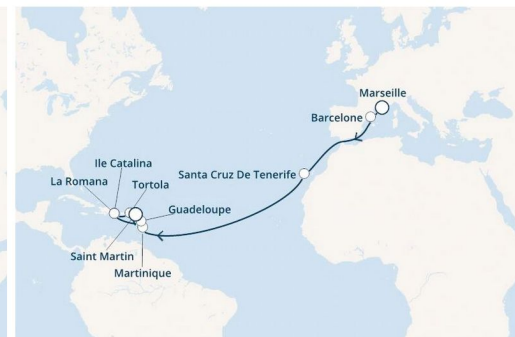 Marseille
Barcelone
Ile Catalina
Santa Cruz De Tenerife
La Romana
Tortola
Guadeloupe
Saint Martin
Martinique